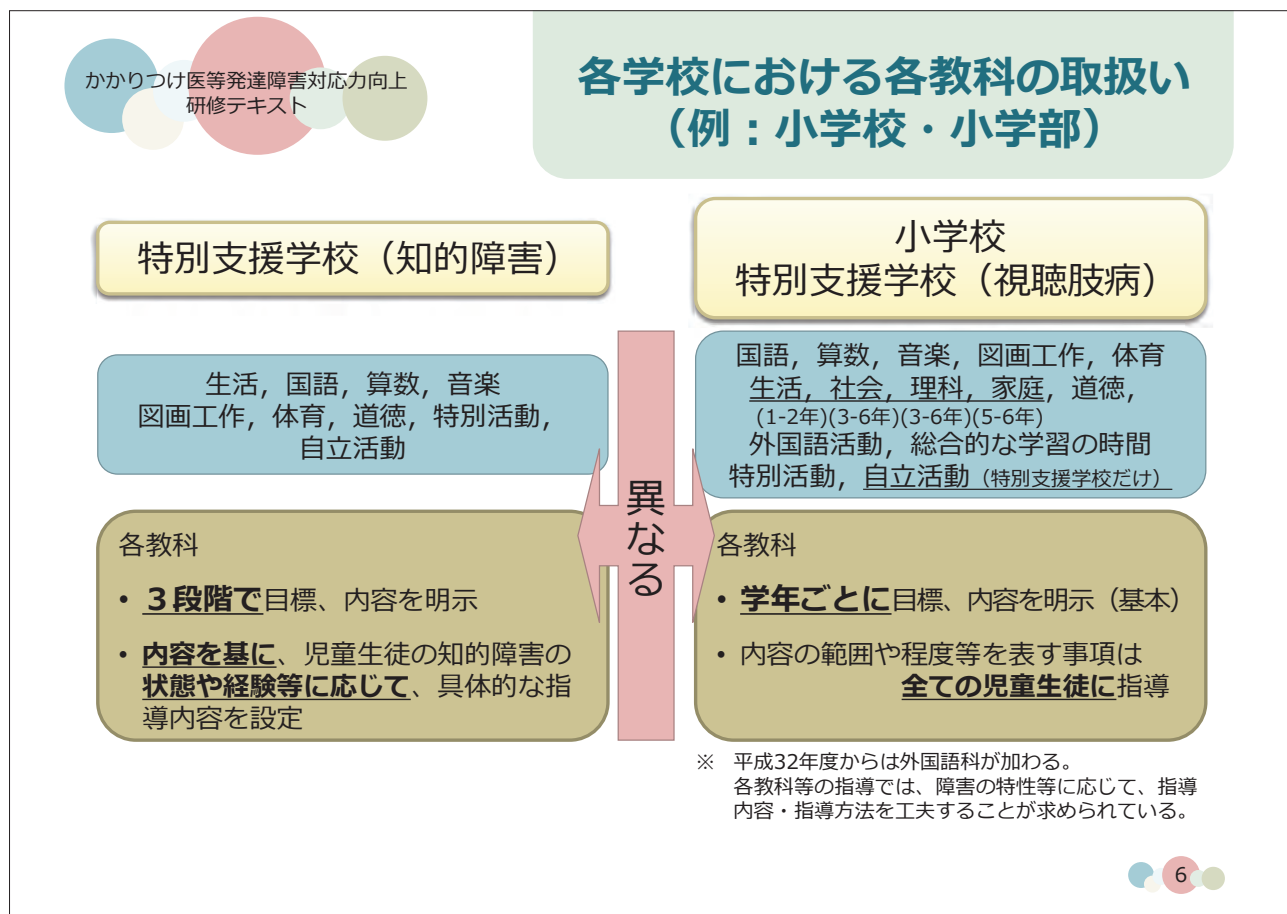 かかりつけ医等発達障害対応力向上
研修テキスト
各学校における各教科の取扱い
（例：小学校・小学部）
特別支援学校（知的障害）
生活，国語，算数，音楽
図画工作，体育，道徳，特別活動，
自立活動
各教科
• ３段階で目標、内容を明示
• 内容を基に、児童生徒の知的障害の
状態や経験等に応じて、具体的な指
導内容を設定
異なる
小学校
特別支援学校（視聴肢病）
国語，算数，音楽，図画工作，体育
生活，社会，理科，家庭，道徳，
(1-2年)(3-6年)(3-6年)(5-6年)
外国語活動，総合的な学習の時間
特別活動，自立活動（特別支援学校だけ）
各教科
• 学年ごとに目標、内容を明示（基本）
• 内容の範囲や程度等を表す事項は
全ての児童生徒に指導
※　平成32年度からは外国語科が加わる。
各教科等の指導では、障害の特性等に応じて、指導
内容・指導方法を工夫することが求められている。
6